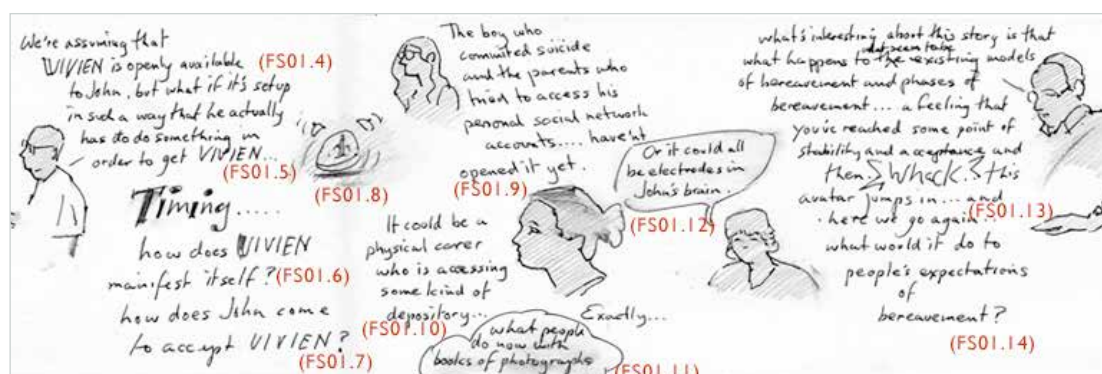 We're assuming that
VIVIEN is openly available (FS01.4)
to John, but what if it's setup
in such a way that he actually
has to do something in
order to get VIVIEN...
(FS01.5)
(FS01.8)
Timing.....
how does VIVIEN
manifest itself? (FS01.6)
how does John come
to accept VIVIEN?
(FS01.7)
The boy who
commited suicide
and the parents who
tried to access his
personal social network
accounts.... hav'nt
opened it yet.
(FS01.9)
It could be a
physical carer
who is accessing
some kind of
depository...
(FS01.10)
Exactly...
what people
do now with
books of photographs
(FS01.11)
Or it could all
be electrodes in
John's brain.
(FS01.12)
what's interesting about this story is that
what happens to the existing models
of bereavement and phases of
bereavement... a feeling that
you've reached some point of
stability and acceptance and
then Whack! this
avatar jumps in... and
(FS01.13)
here we go again...
what would it do to
people's expectations
of
bereavement?
(FS01.14)